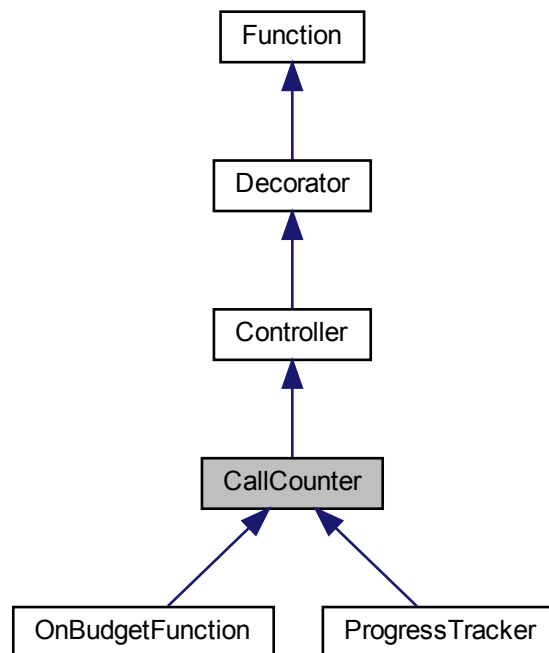 Function
Decorator
Controller
CallCounter
OnBudgetFunction
ProgressTracker